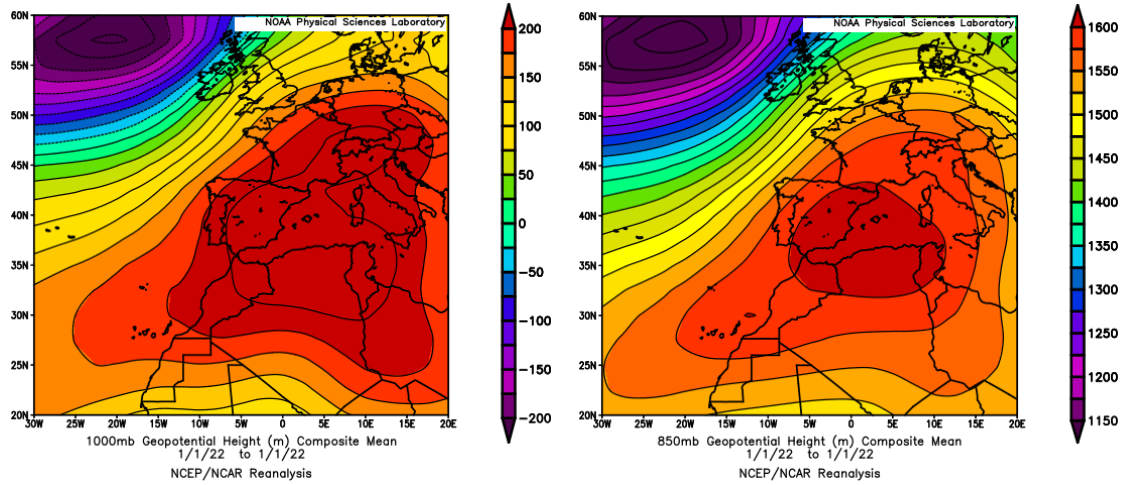 NOAA Physical Sciences Laboratory
60N
55N
50N
45N
40N
35N
30N
25N
20N
30W
25W
20W
15W
10W
5W
0
5E
10E
15E
20E
200
150
100
50
0
−50
−100
−150
−200
1000mb Geopotential Height (m) Composite Mean
1/1/22 to 1/1/22
NCEP/NCAR Reanalysis
NOAA Physical Sciences Laboratory
60N
55N
50N
45N
40N
35N
30N
25N
20N
30W
25W
20W
15W
10W
5W
0
5E
10E
15E
20E
1600
1550
1500
1450
1400
1350
1300
1250
1200
1150
850mb Geopotential Height (m) Composite Mean
1/1/22 to 1/1/22
NCEP/NCAR Reanalysis